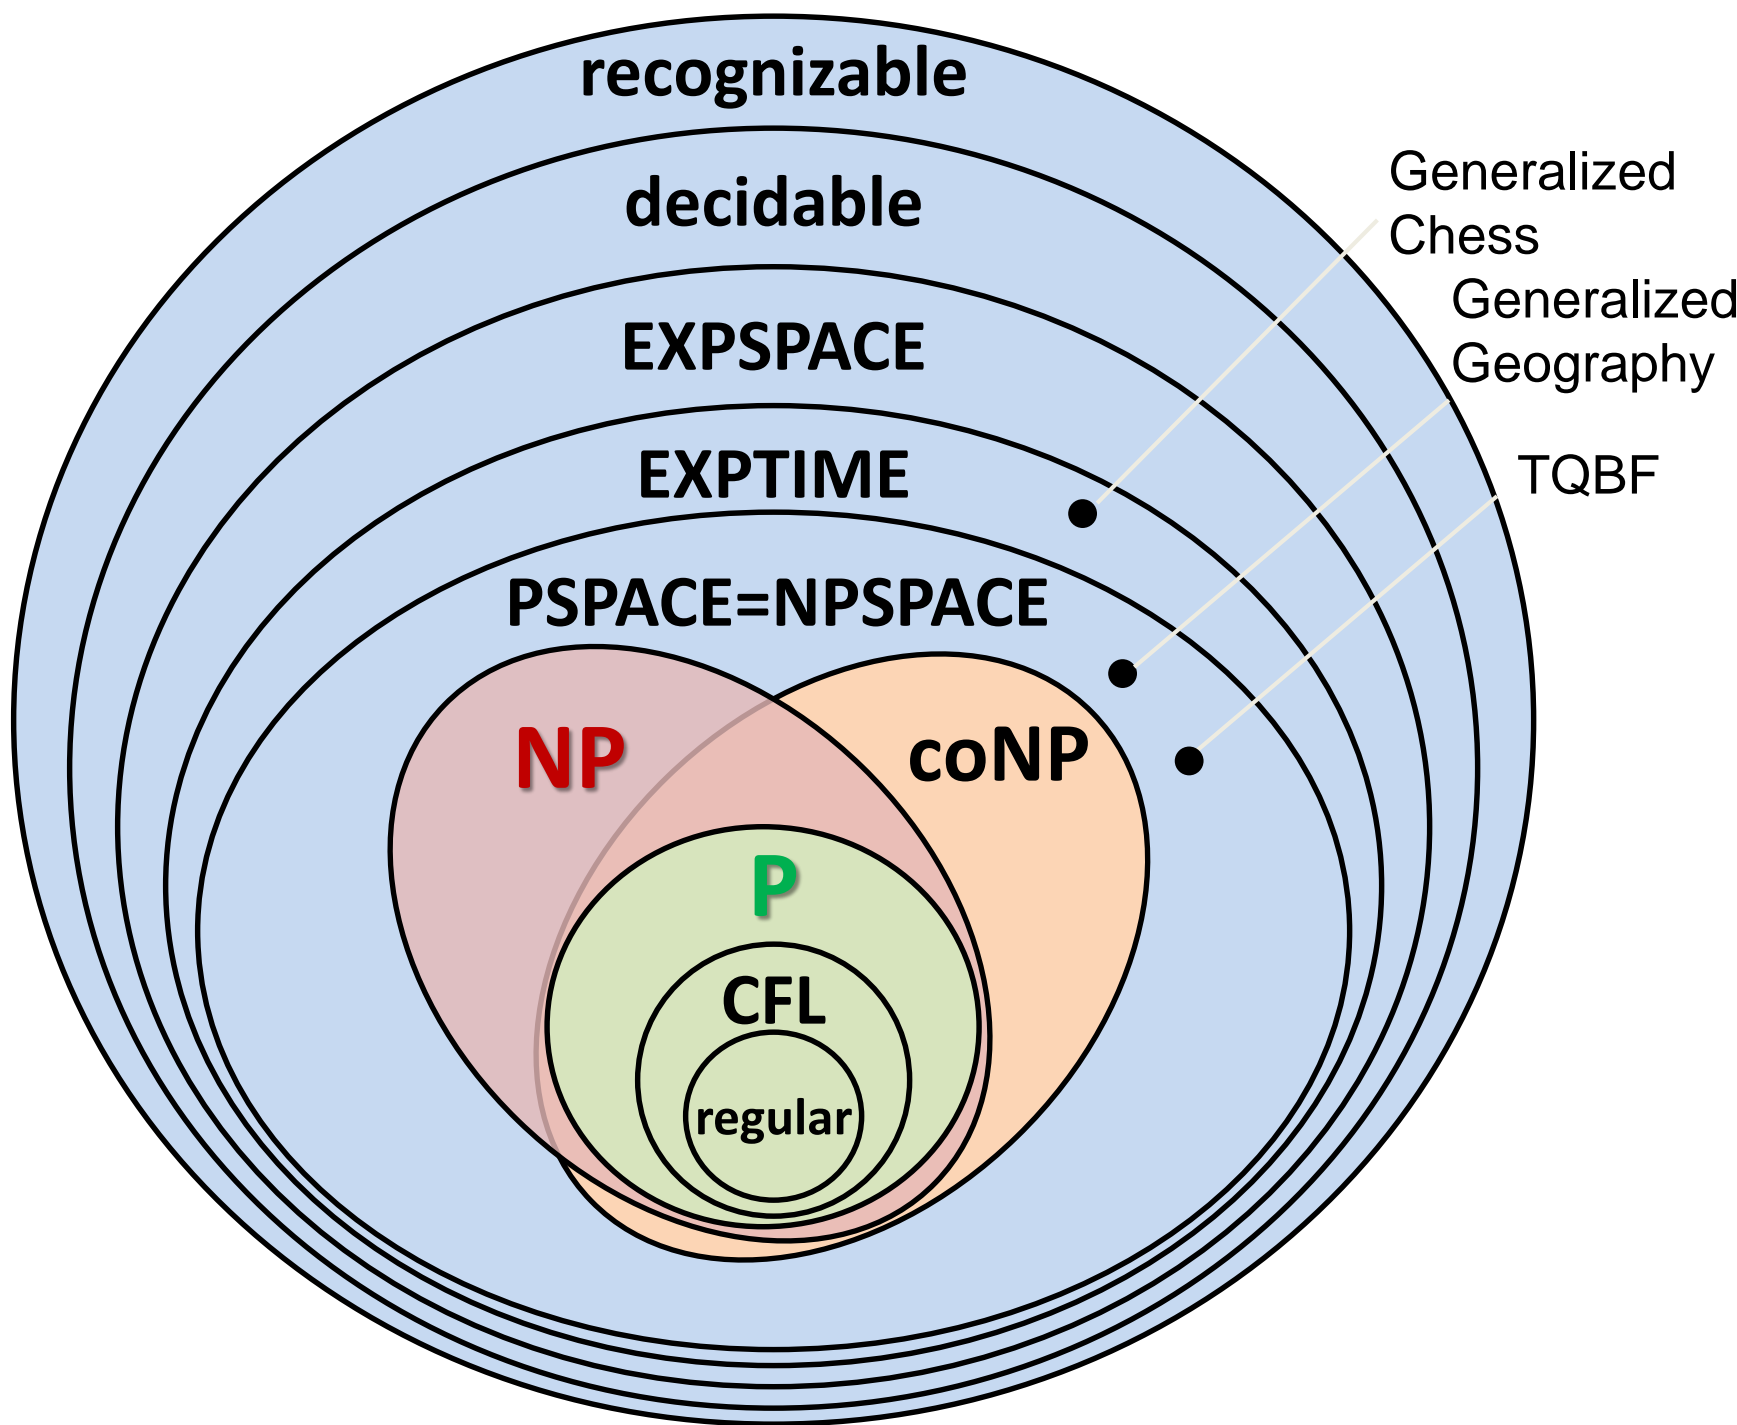 recognizable
decidable
EXPSPACE
EXPTIME
PSPACE=NPSPACE
NP
coNP
P
CFL
regular
Generalized
Chess
Generalized
Geography
TQBF